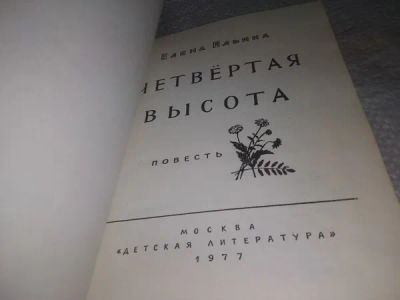 Елена Ильина
ЧЕТВЁРТАЯ
ВЫСОТА
ПОВЕСТЬ
МОСКВА
«ДЕТСКАЯ ЛИТЕРАТУРА»
1977